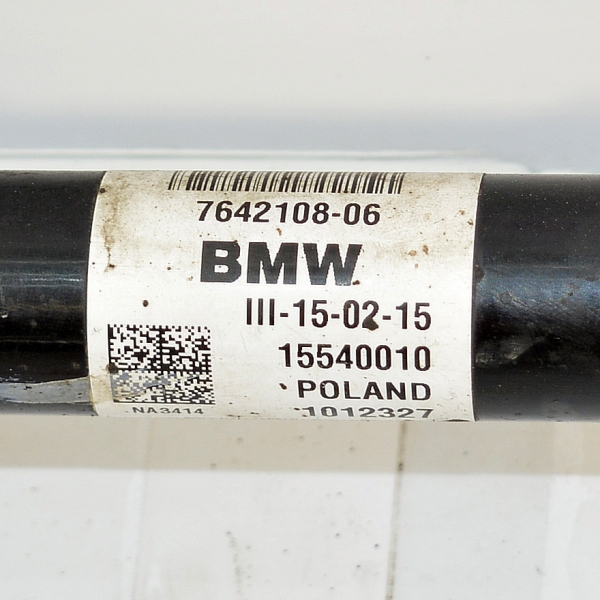 7642108-06
BMW
III-15-02-15
15540010
POLAND
NA3414
1012327